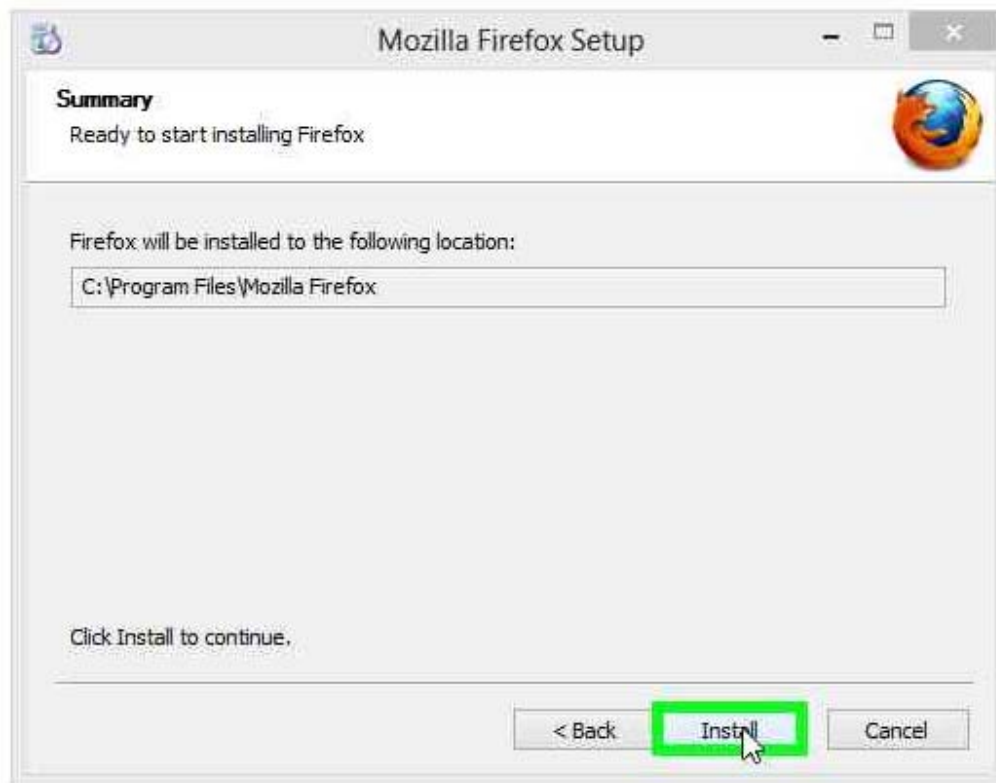 Mozilla Firefox Setup
Summary
Ready to start installing Firefox
Firefox will be installed to the following location:
C:\Program Files\Mozilla Firefox
Click Install to continue.
< Back Install Cancel